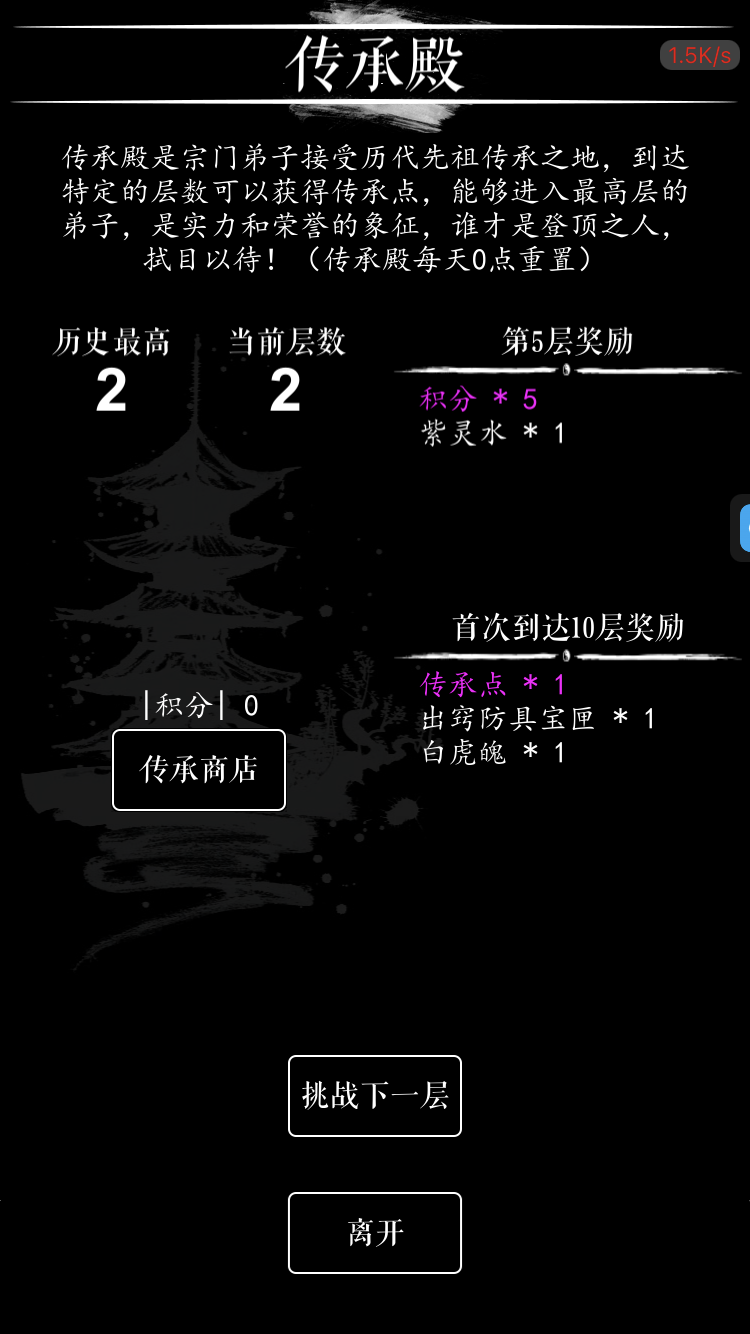 传承殿
1.5K/s
传承殿是宗门弟子接受历代先祖传承之地，到达
特定的层数可以获得传承点，能够进入最高层的
弟子，是实力和荣誉的象征，谁才是登顶之人，
拭目以待！（传承殿每天0点重置）
历史最高
2
当前层数
2
第5层奖励
积分 * 5
紫灵水 * 1
首次到达10层奖励
传承点 * 1
出窍防具宝匣 * 1
白虎魄 * 1
|积分| 0
传承商店
挑战下一层
离开